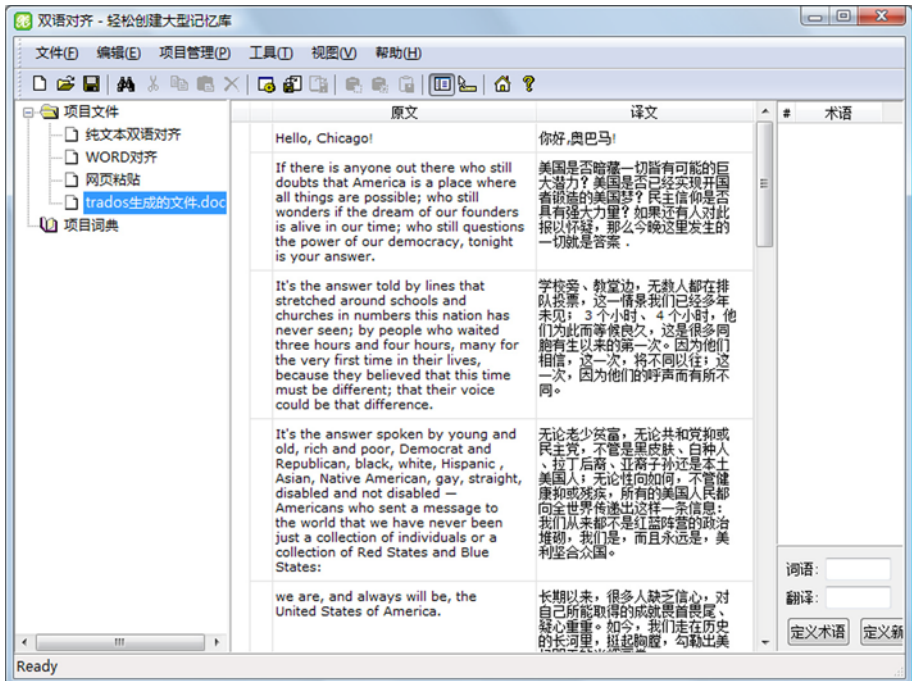 双语对齐 - 轻松创建大型记忆库
文件(F) 编辑(E) 项目管理(P) 工具(T) 视图(V) 帮助(H)
项目文件
纯文本双语对齐
WORD对齐
网页粘贴
trados生成的文件.doc
项目词典
原文 译文
Hello, Chicago!
你好,奥巴马!
If there is anyone out there who still
doubts that America is a place where
all things are possible; who still
wonders if the dream of our founders
is alive in our time; who still questions
the power of our democracy, tonight
is your answer.
美国是否暗藏一切皆有可能的巨
大潜力？美国是否已经实现开国
者锻造的美国梦？民主信仰是否
具有强大力量？如果还有人对此
报以怀疑，那么今晚这里发生的
一切就是答案．
It's the answer told by lines that
stretched around schools and
churches in numbers this nation has
never seen; by people who waited
three hours and four hours, many for
the very first time in their lives,
because they believed that this time
must be different; that their voice
could be that difference.
学校旁、教堂边，无数人都在排
队投票，这一情景我们已经多年
未见；３个小时、４个小时，他
们为此而等候良久，这是很多同
胞有生以来的第一次。因为他们
相信，这一次，将不同以往；这
一次，因为他们的呼声而有所不
同。
It's the answer spoken by young and
old, rich and poor, Democrat and
Republican, black, white, Hispanic ,
Asian, Native American, gay, straight,
disabled and not disabled —
Americans who sent a message to
the world that we have never been
just a collection of individuals or a
collection of Red States and Blue
States:
无论老少贫富，无论共和党抑或
民主党，不管是黑皮肤、白种人
、拉丁后裔、亚裔子孙还是本土
美国人；无论性向如何，不管健
康抑或残疾，所有的美国人民都
向全世界传递出这样一条信息：
我们从来都不是红蓝阵营的政治
堆砌，我们是，而且永远是，美
利坚合众国。
we are, and always will be, the
United States of America.
长期以来，很多人缺乏信心，对
自己所能取得的成就畏首畏尾、
疑心重重。如今，我们走在历史
的长河里，挺起胸膛，勾勒出美
# 术语
词语:
翻译:
定义术语 定义新
Ready